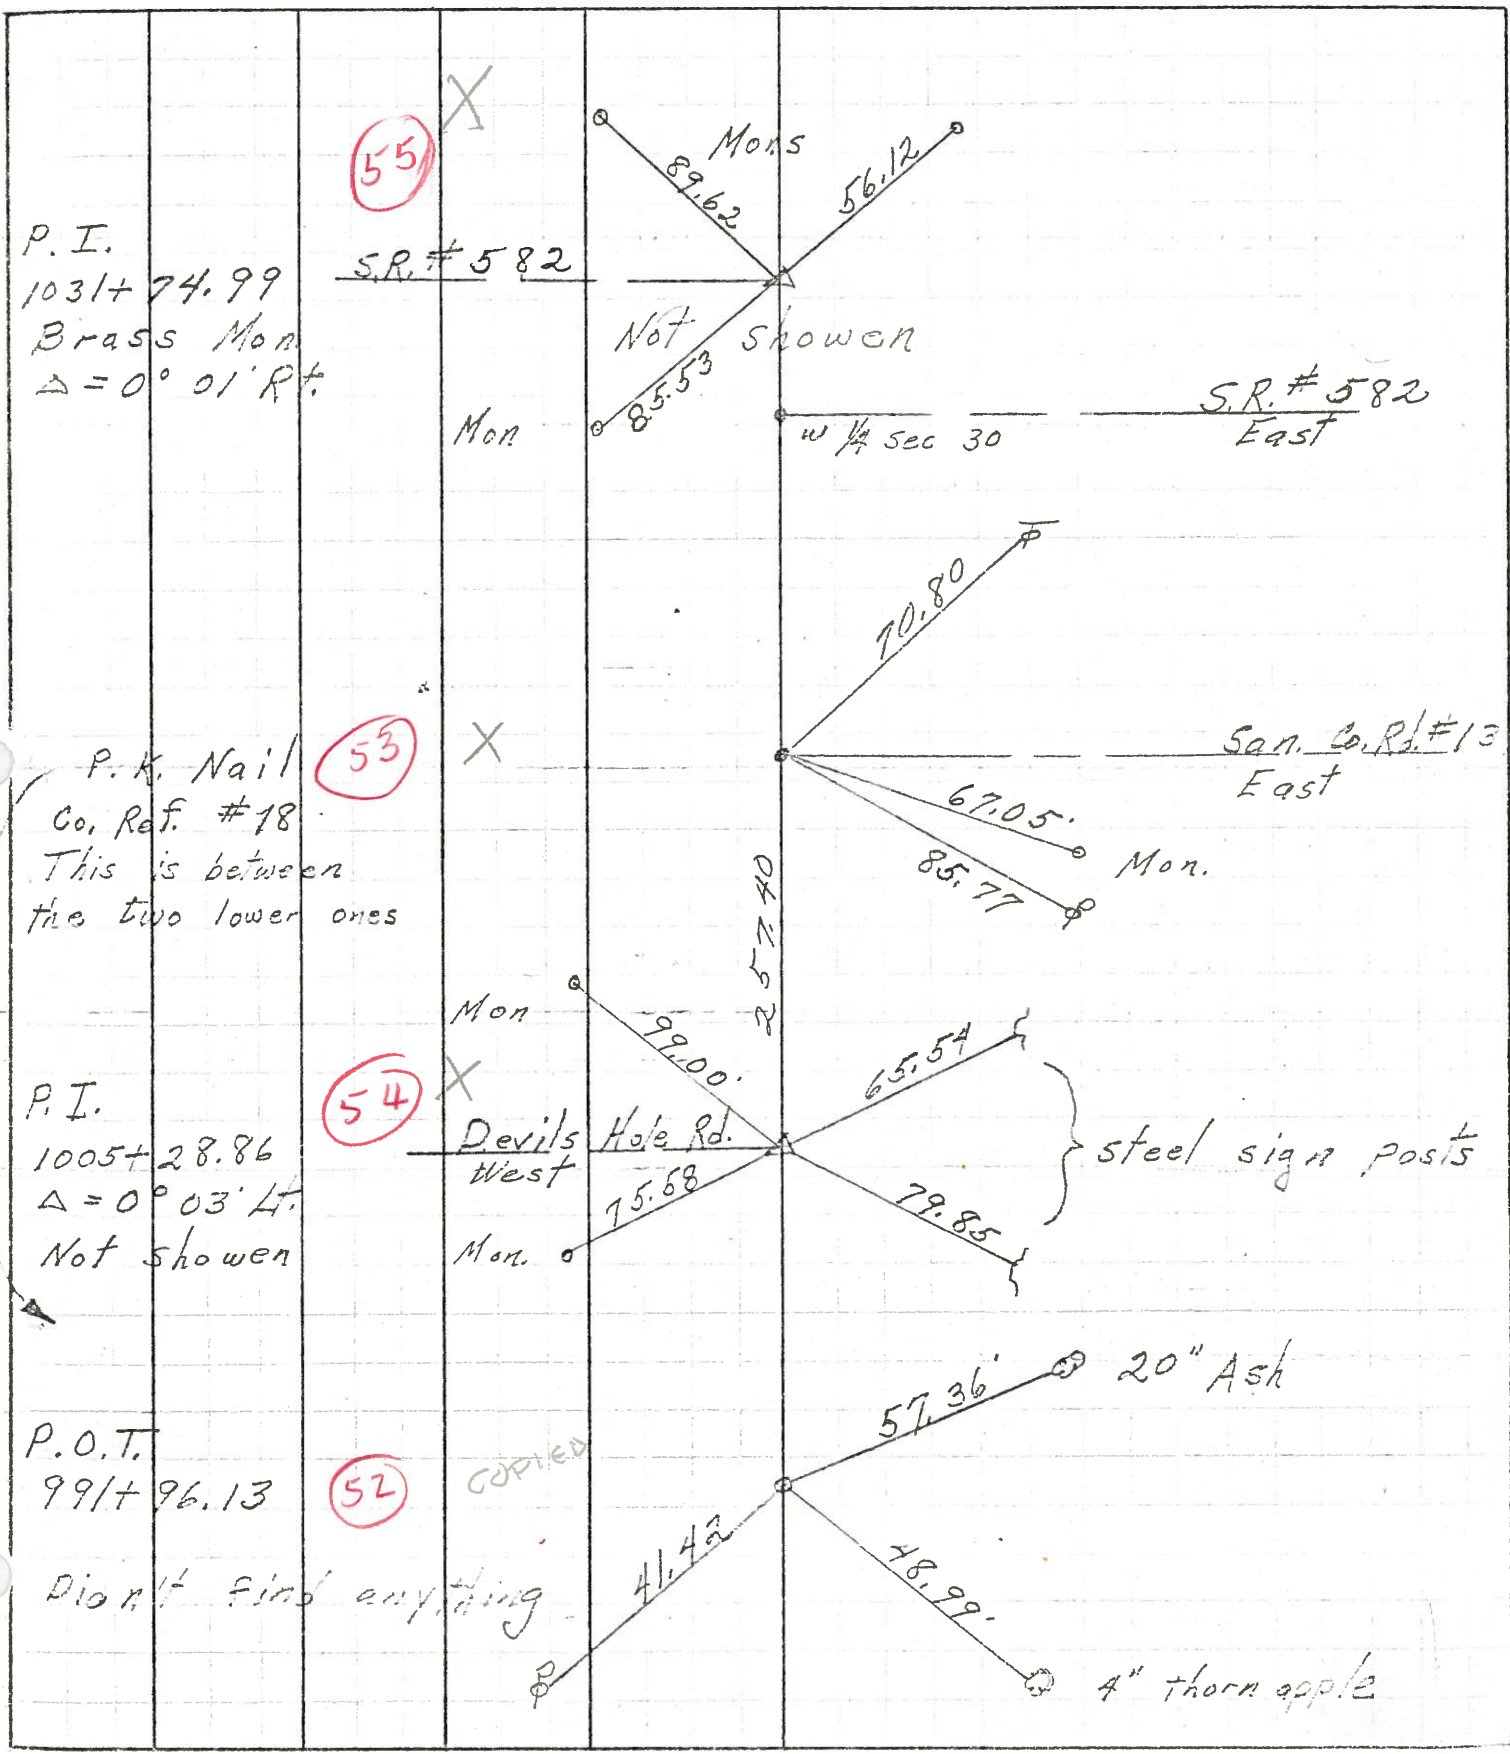 X
55
Mons
89.62
56.12
P. I.
1031+74.99
Brass Mon
Δ = 0° 01' Rt.
S.R. # 582
Not Showen
85.53
Mon
S.R. # 582
w 1/4 Sec 30
East
70.80
P. K. Nail
53
X
San. Co. Rd. #13
East
Co. Ref. #18
This is between
the two lower ones
67.05'
Mon.
85.77
257.40
Mon
99.00'
65.54
P. I.
54
X
1005+28.86
Δ = 0° 03' Lt.
Not showen
Devils Hole Rd.
West
75.58
Mon.
79.85
steel sign posts
57.36'
20" Ash
P.O.T.
991+96.13
52
COPIED
41.42
48.99'
Dion't find anything
4" thorn apple